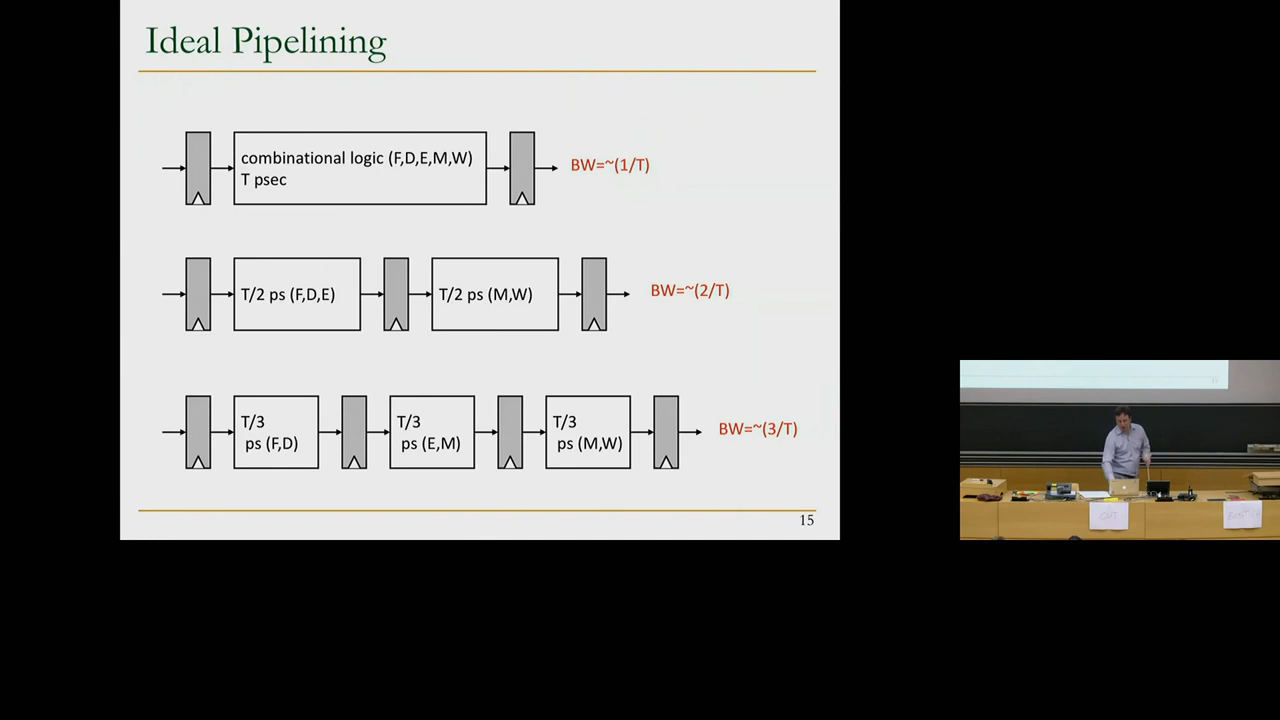 Ideal Pipelining
combinational logic (F,D,E,M,W)
T psec
BW=~(1/T)
T/2 ps (F,D,E)
T/2 ps (M,W)
BW=~(2/T)
T/3
ps (F,D)
T/3
ps (E,M)
T/3
ps (M,W)
BW=~(3/T)
15
OUT